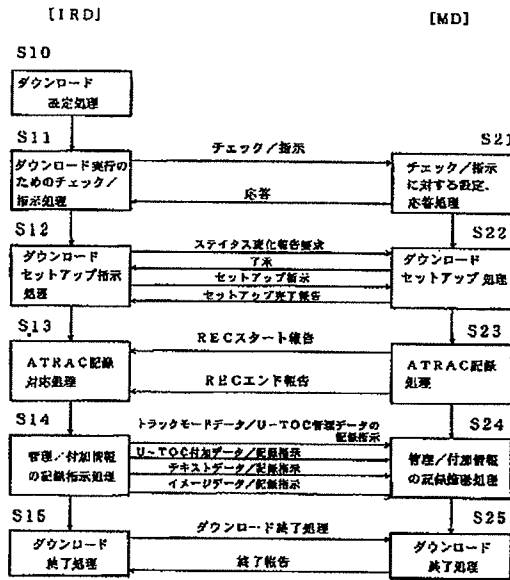 [IRD]
[MD]
S10
ダウンロード
設定処理
S11
ダウンロード実行の
ためのチェック/
指示処理
チェック/指示
応答
S21
チェック/指示
に対する設定、
応答処理
S12
ダウンロード
セットアップ指示
処理
ステイタス変化報告要求
了承
セットアップ指示
セットアップ完了報告
S22
ダウンロード
セットアップ処理
S13
ATRAC記録
対応処理
RECスタート報告
RECエンド報告
S23
ATRAC記録
処理
S14
管理/付加情報
の記録指示処理
トラックモードデータ/U-TOC管理データの
記録指示
U-TOC付加データ/記録指示
テキストデータ/記録指示
イメージデータ/記録指示
S24
管理/付加情報
の記録 処理
S15
ダウンロード
終了処理
ダウンロード終了処理
終了報告
S25
ダウンロード
終了処理